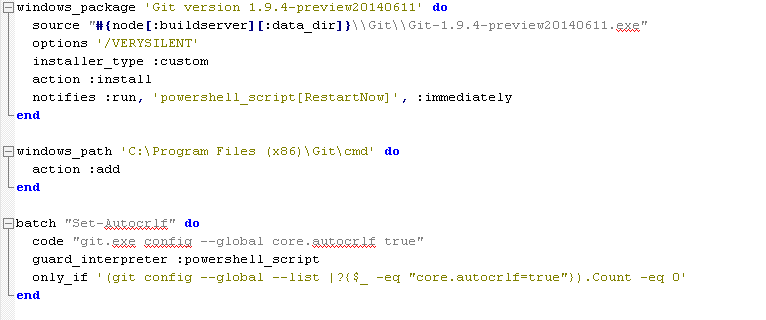 windows_package 'Git version 1.9.4-preview20140611' do
source "#{node[:buildserver][:data_dir]}\\Git\\Git-1.9.4-preview20140611.exe"
options '/VERYSILENT'
installer_type :custom
action :install
notifies :run, 'powershell_script[RestartNow]', :immediately
end
windows_path 'C:\Program Files (x86)\Git\cmd' do
action :add
end
batch "Set-Autocrlf" do
code "git.exe config --global core.autocrlf true"
guard_interpreter :powershell_script
only_if '(git config --global --list |?{$_ -eq "core.autocrlf=true"}).Count -eq 0'
end